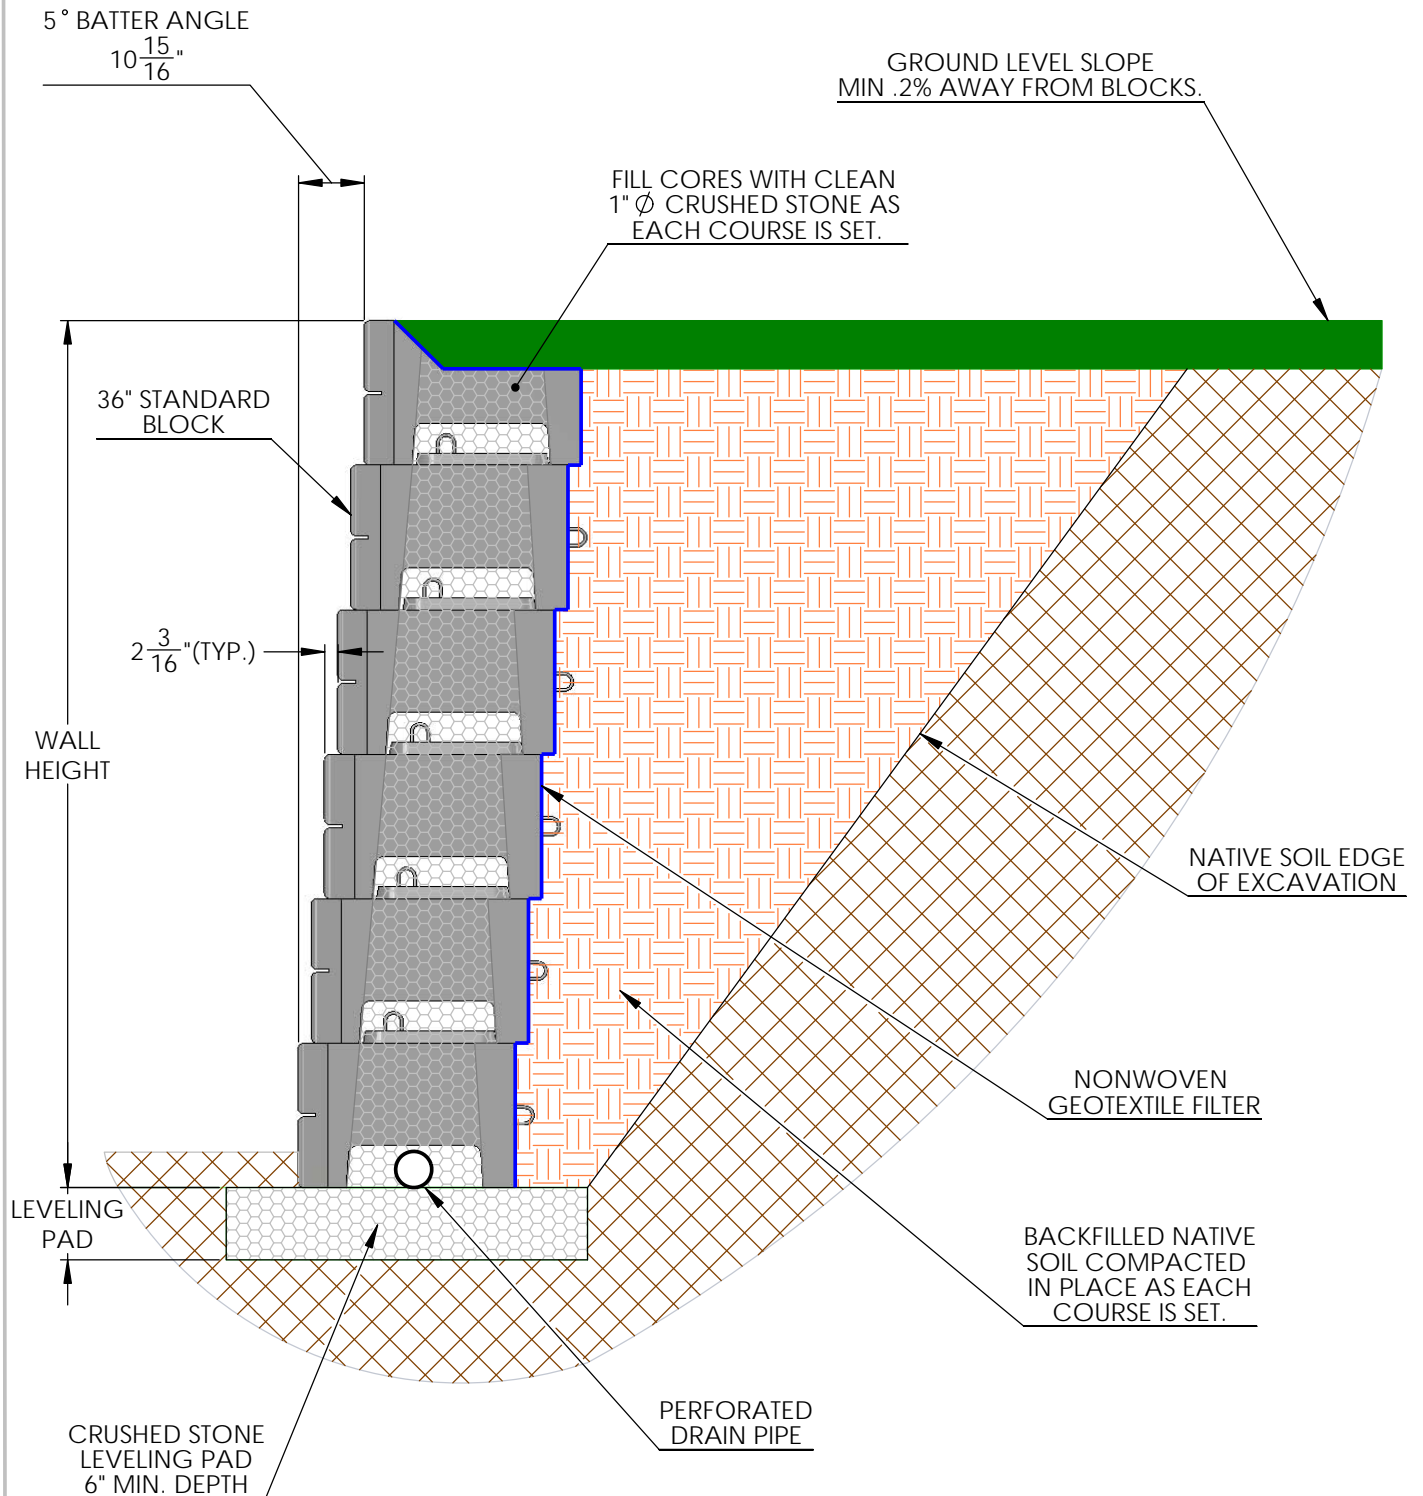 5° BATTER ANGLE
10 15/16"
GROUND LEVEL SLOPE
MIN .2% AWAY FROM BLOCKS.
FILL CORES WITH CLEAN
1" Ø CRUSHED STONE AS
EACH COURSE IS SET.
36" STANDARD
BLOCK
2 3/16" (TYP.)
WALL
HEIGHT
NATIVE SOIL EDGE
OF EXCAVATION
NONWOVEN
GEOTEXTILE FILTER
LEVELING
PAD
BACKFILLED NATIVE
SOIL COMPACTED
IN PLACE AS EACH
COURSE IS SET.
PERFORATED
DRAIN PIPE
CRUSHED STONE
LEVELING PAD
6" MIN. DEPTH